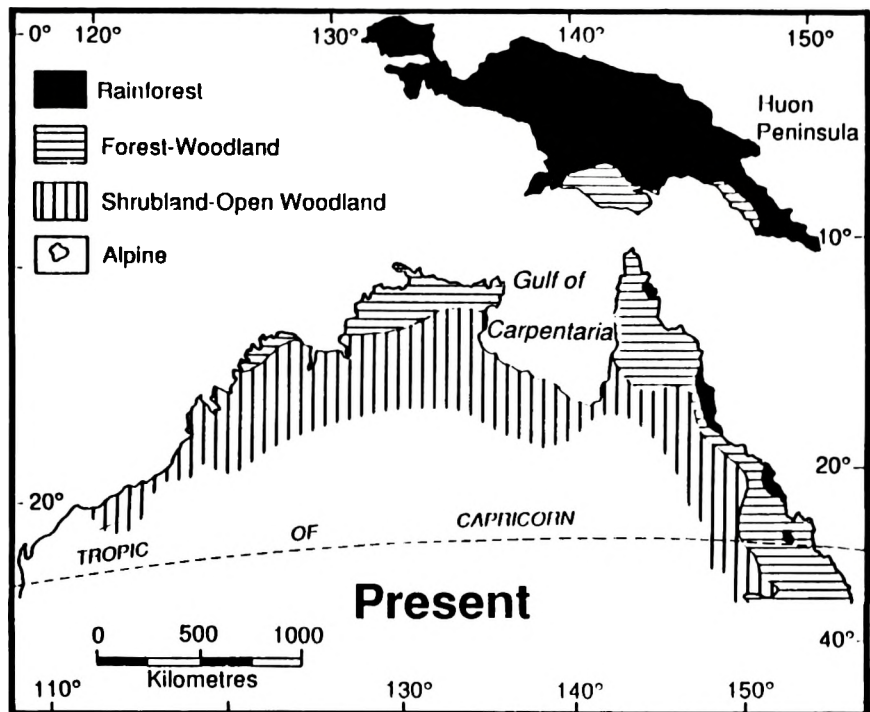 0° 120° 130° 140° 150°
Rainforest
Forest-Woodland
Shrubland-Open Woodland
Alpine
Huon
Peninsula
10°
Gulf of
Carpentaria
20°
20°
TROPIC OF CAPRICORN
Present
0 500 1000
Kilometres
40°
110° 130° 140° 150°